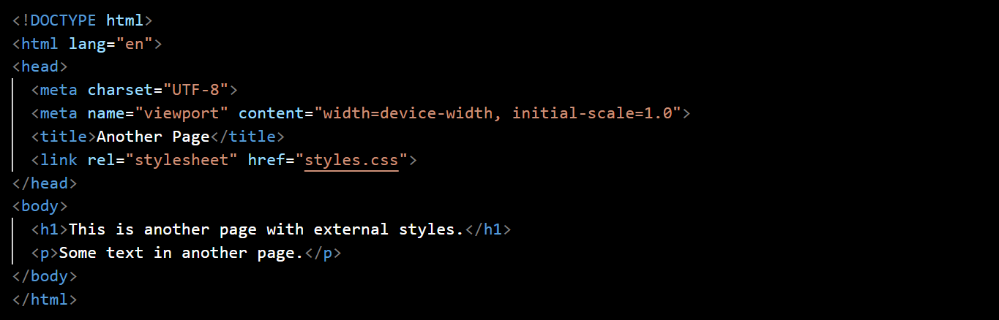 <!DOCTYPE html>
<html lang="en">
<head>
  <meta charset="UTF-8">
  <meta name="viewport" content="width=device-width, initial-scale=1.0">
  <title>Another Page</title>
  <link rel="stylesheet" href="styles.css">
</head>
<body>
  <h1>This is another page with external styles.</h1>
  <p>Some text in another page.</p>
</body>
</html>